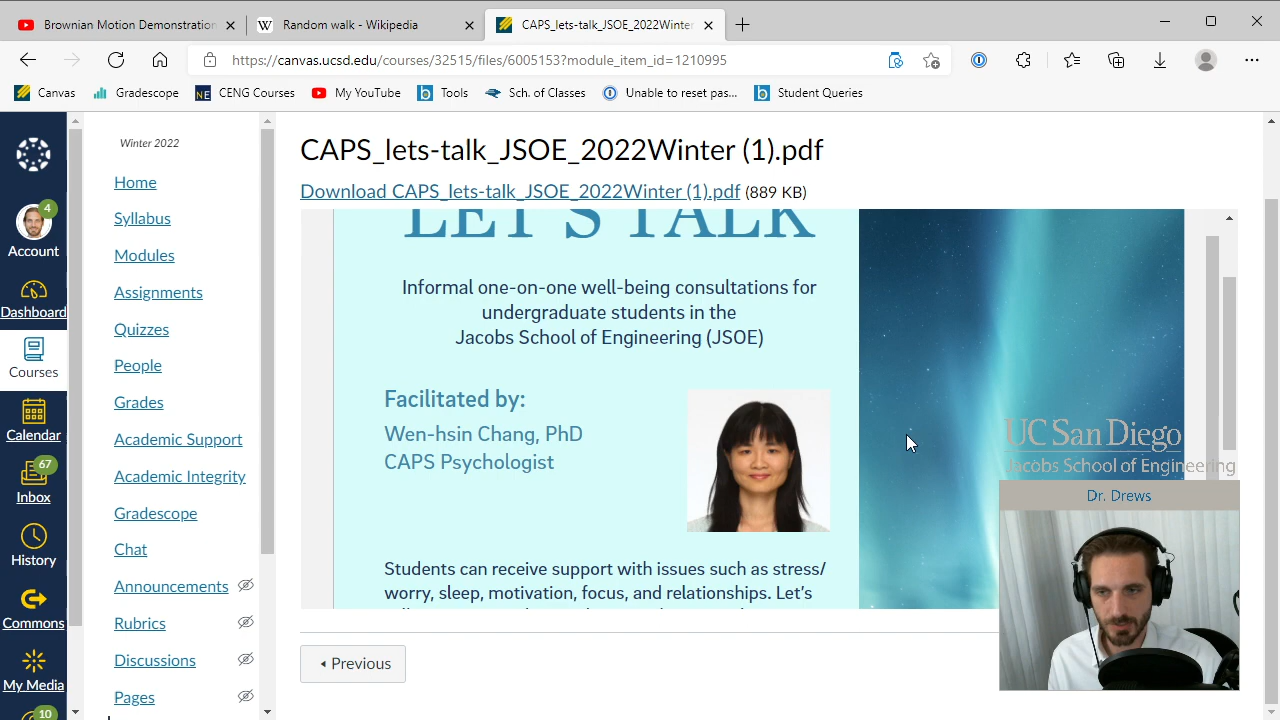 Brownian Motion Demonstration
Random walk - Wikipedia
CAPS_lets-talk_JSOE_2022Winter
https://canvas.ucsd.edu/courses/32515/files/6005153?module_item_id=1210995
Canvas
Gradescope
CENG Courses
My YouTube
Tools
Sch. of Classes
Unable to reset pas...
Student Queries
4
Account
Dashboard
Courses
Calendar
67
Inbox
History
Commons
My Media
10
Winter 2022
Home
Syllabus
Modules
Assignments
Quizzes
People
Grades
Academic Support
Academic Integrity
Gradescope
Chat
Announcements
Rubrics
Discussions
Pages
CAPS_lets-talk_JSOE_2022Winter (1).pdf
Download CAPS_lets-talk_JSOE_2022Winter (1).pdf (889 KB)
LET'S TALK
Informal one-on-one well-being consultations for
undergraduate students in the
Jacobs School of Engineering (JSOE)
Facilitated by:
Wen-hsin Chang, PhD
CAPS Psychologist
Students can receive support with issues such as stress/
worry, sleep, motivation, focus, and relationships. Let's
Previous
UC San Diego
Jacobs School of Engineering
Dr. Drews